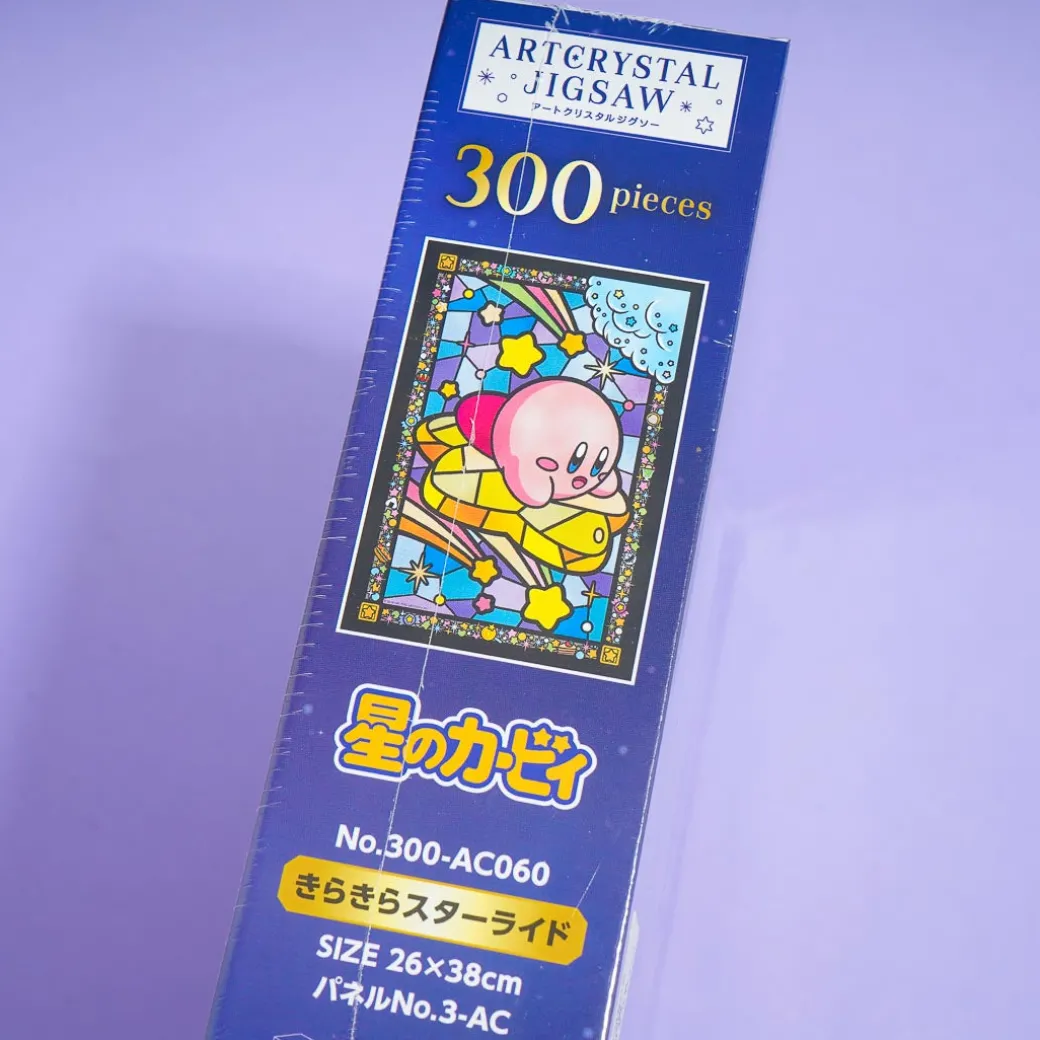 ARTCRYSTAL
JIGSAW
アートクリスタルジグソー
300 pieces
星のカービィ
No.300-AC060
きらきらスターライド
SIZE 26×38cm
パネルNo.3-AC